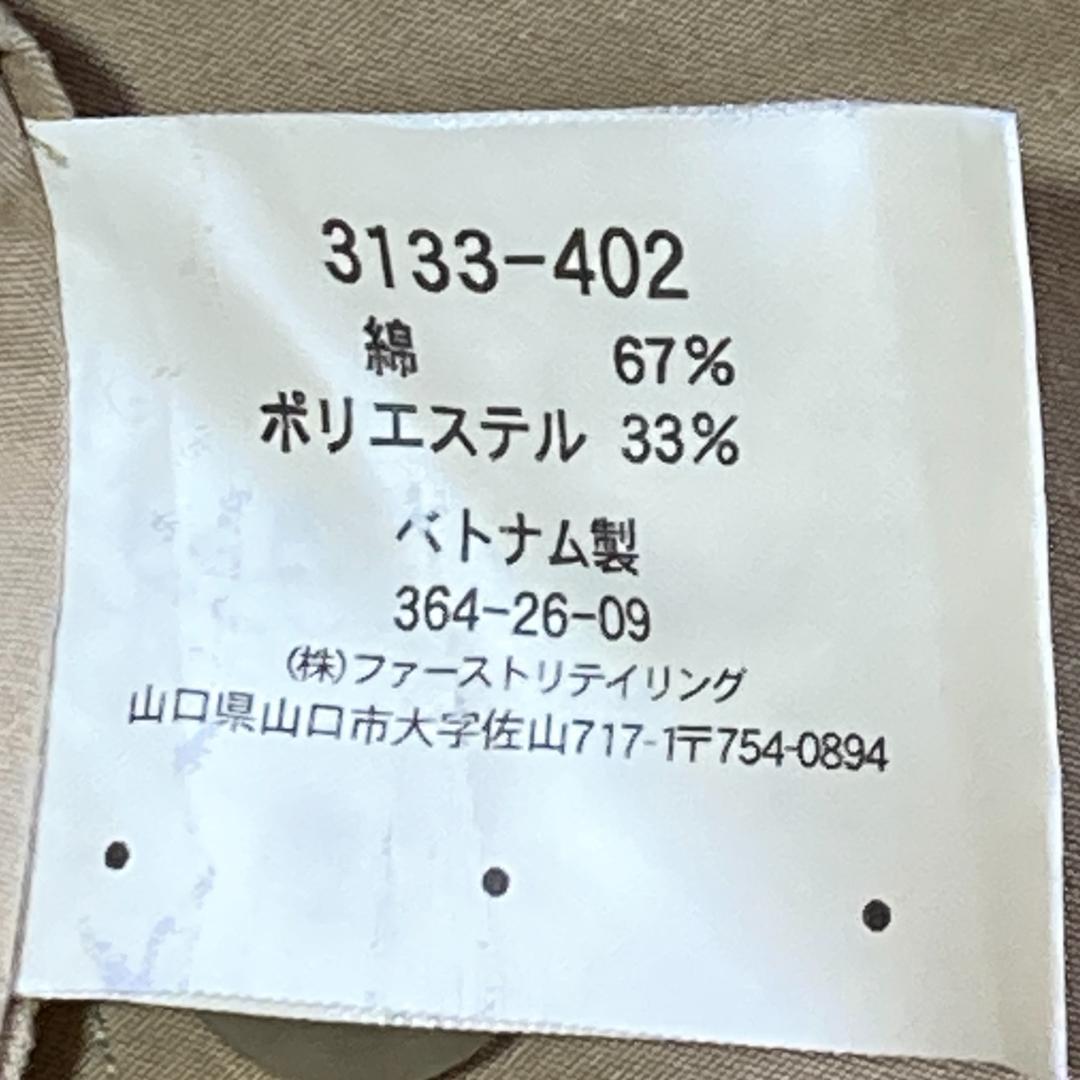 3133-402
綿 67%
ポリエステル 33%
バトナム製
364-26-09
(株)ファーストリテイリング
山口県山口市大字佐山717-1〒754-0894